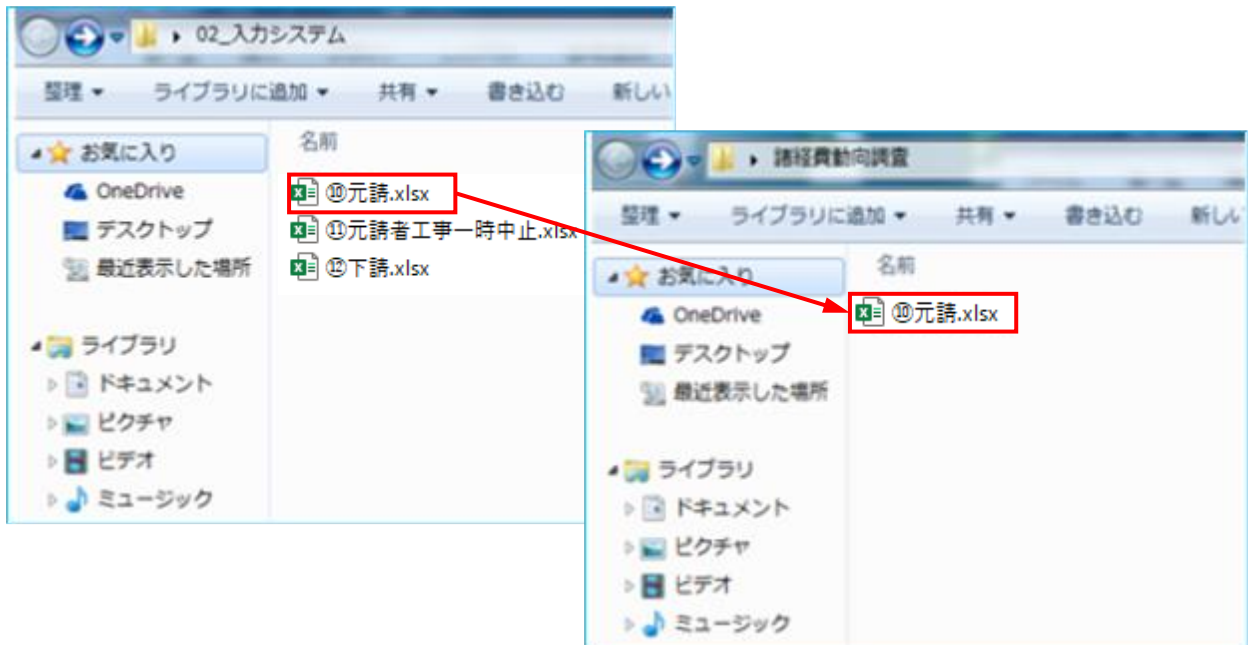 02_入力システム
整理 ライブラリに追加 共有 書き込む 新しい
お気に入り
OneDrive
デスクトップ
最近表示した場所
ライブラリ
ドキュメント
ピクチャ
ビデオ
ミュージック
名前
⑩元請.xlsx
⑪元請者工事一時中止.xlsx
⑫下請.xlsx
諸経費動向調査
整理 ライブラリに追加 共有 書き込む 新しい
お気に入り
OneDrive
デスクトップ
最近表示した場所
ライブラリ
ドキュメント
ピクチャ
ビデオ
ミュージック
名前
⑩元請.xlsx